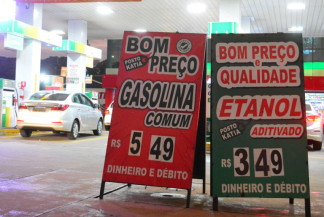 BOM
PREÇO
POSTO
KATIA
GASOLINA
COMUM
R$ 5 49
DINHEIRO E DÉBITO
BOM PREÇO
e
QUALIDADE
ETANOL
POSTO
KATIA
ADITIVADO
R$ 3 49
DINHEIRO E DÉBITO